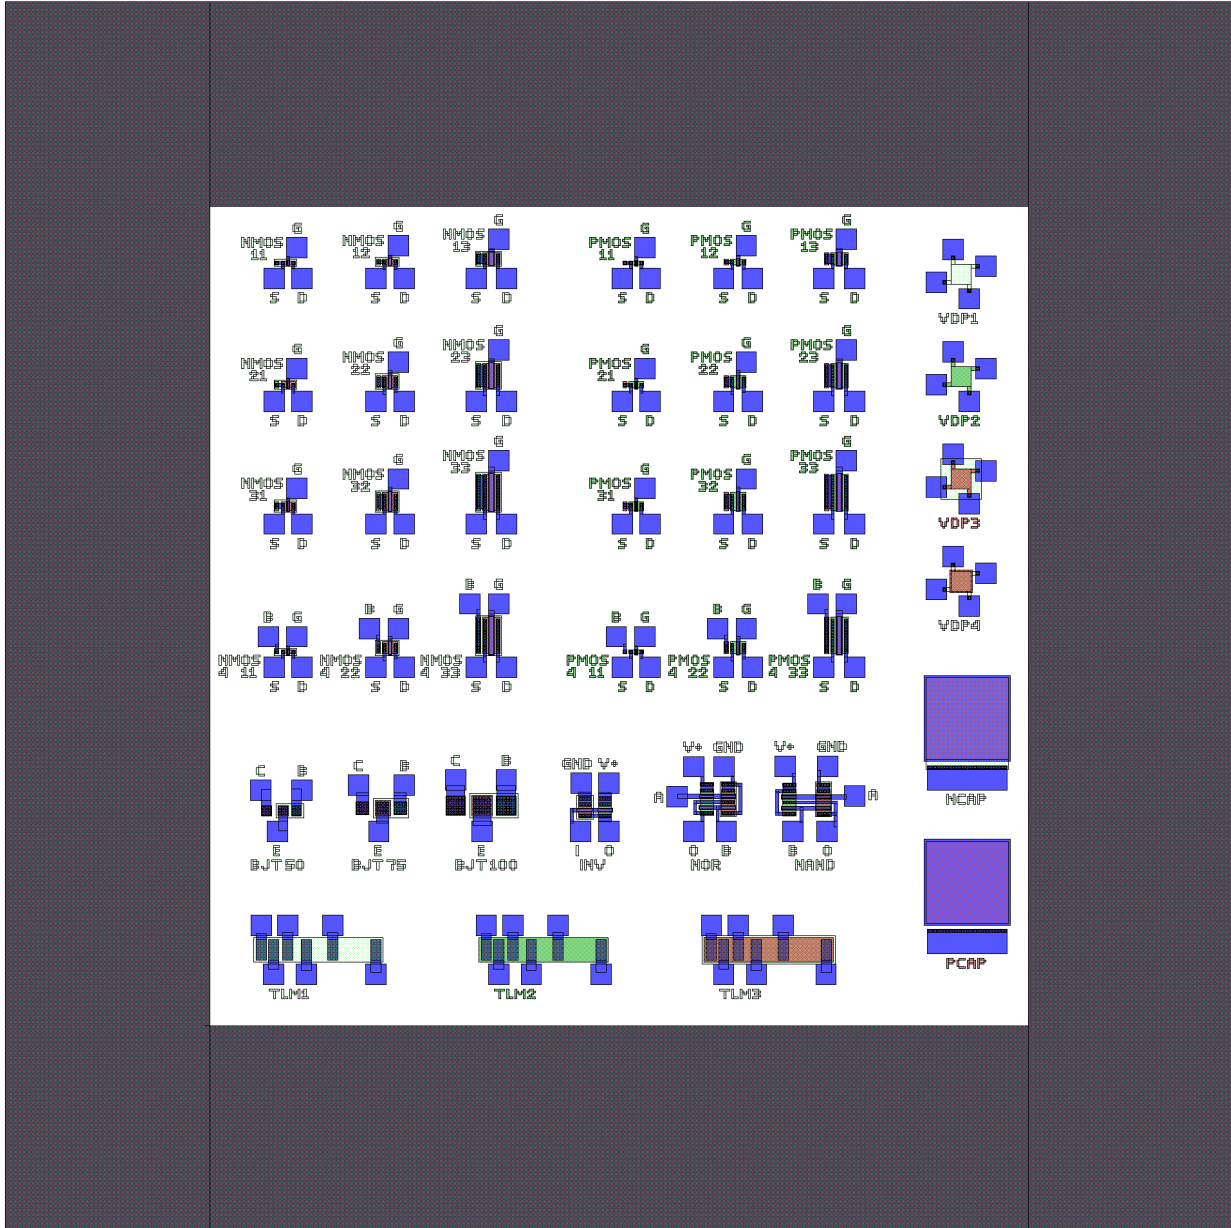 G G G G G G
NMOS 11 NMOS 12 NMOS 13 PMOS 11 PMOS 12 PMOS 13
S D S D S D S D S D S D
VDP1
G G G G G G
NMOS 21 NMOS 22 NMOS 23 PMOS 21 PMOS 22 PMOS 23
S D S D S D S D S D S D
VDP2
G G G G G G
NMOS 31 NMOS 32 NMOS 33 PMOS 31 PMOS 32 PMOS 33
S D S D S D S D S D S D
VDP3
B G B G B G B G B G B G
NMOS 4 11 NMOS 4 22 NMOS 4 33 PMOS 4 11 PMOS 4 22 PMOS 4 33
S D S D S D S D S D S D
VDP4
C B C B C B GND V+ V+ GND V+ GND
A A
NCAP
E E E I O O B B O
BJT50 BJT75 BJT100 INV NOR NAND
PCAP
TLM1 TLM2 TLM3